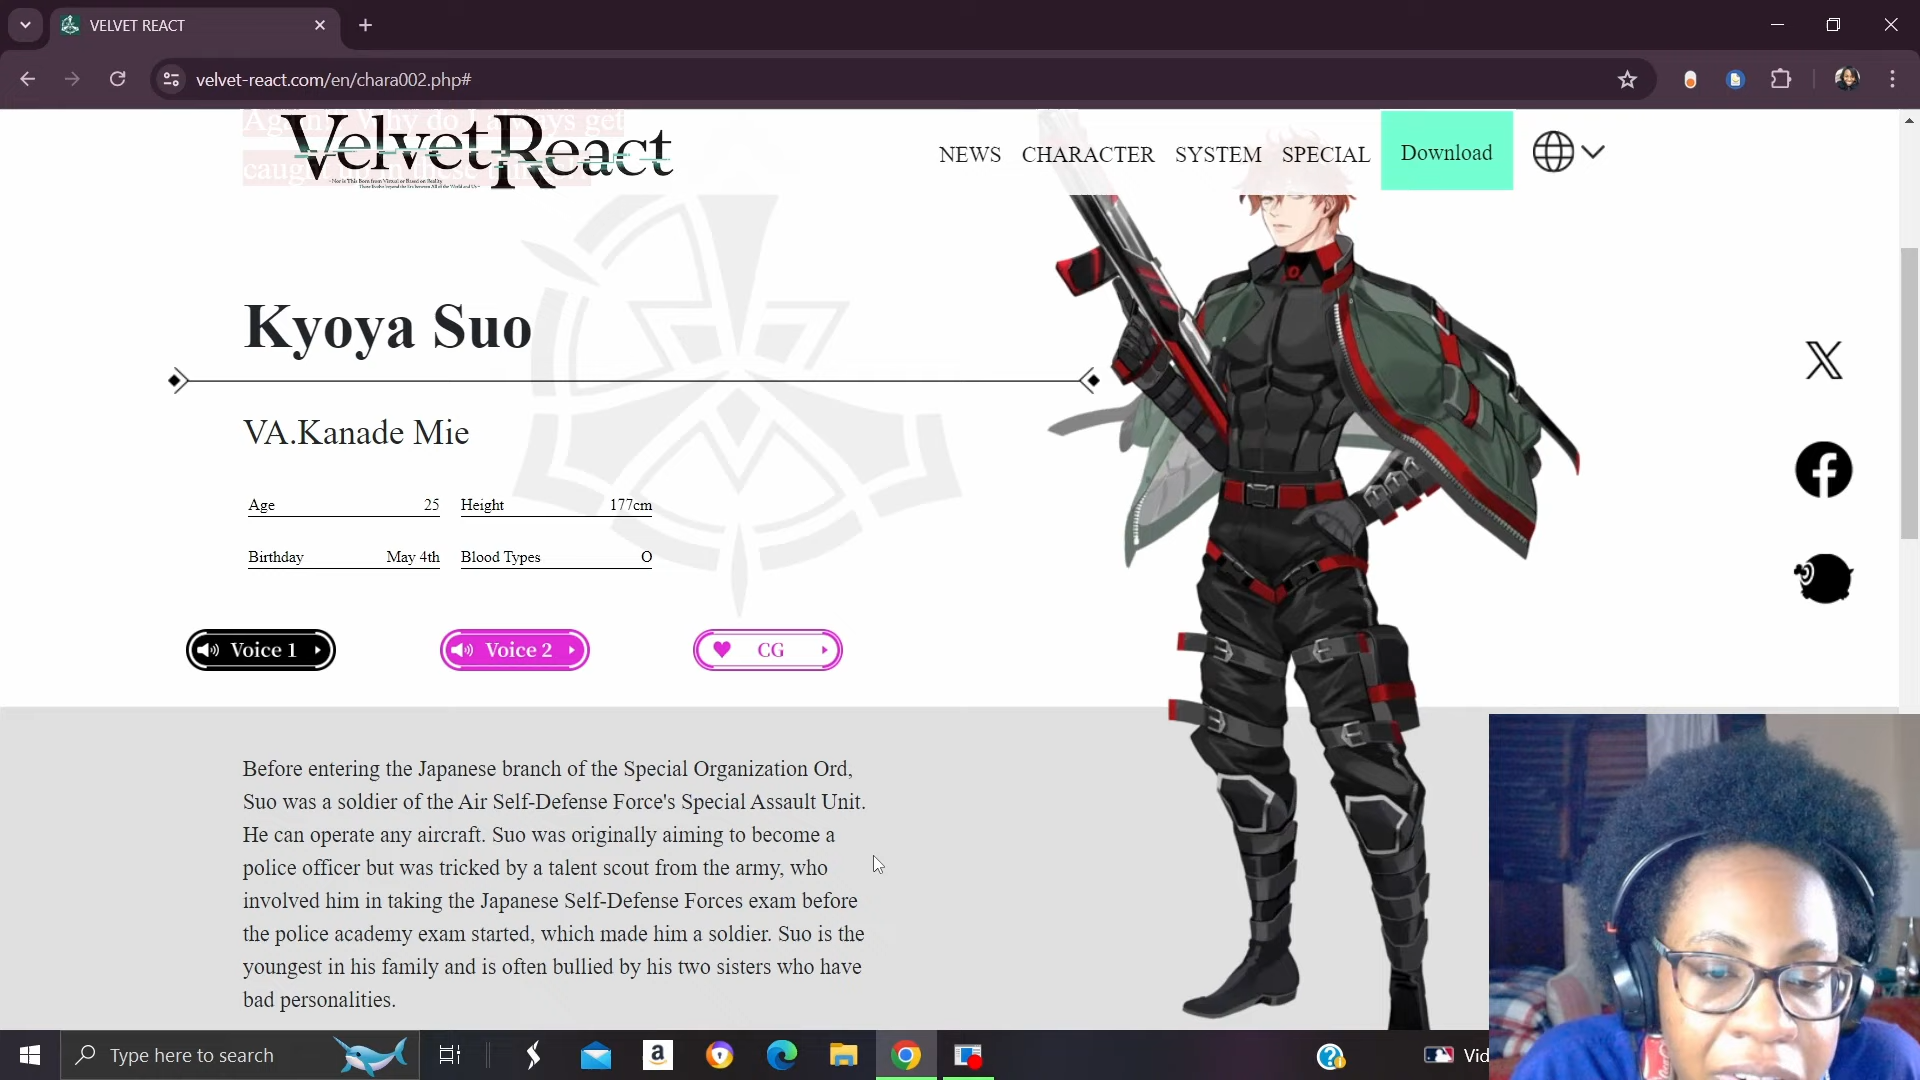 VELVET REACT
velvet-react.com/en/chara002.php#
Velvet React
NEWS CHARACTER SYSTEM SPECIAL Download
Kyoya Suo
VA.Kanade Mie
Age 25 Height 177cm
Birthday May 4th Blood Types O
Voice 1 Voice 2 CG
Before entering the Japanese branch of the Special Organization Ord,
Suo was a soldier of the Air Self-Defense Force's Special Assault Unit.
He can operate any aircraft. Suo was originally aiming to become a
police officer but was tricked by a talent scout from the army, who
involved him in taking the Japanese Self-Defense Forces exam before
the police academy exam started, which made him a soldier. Suo is the
youngest in his family and is often bullied by his two sisters who have
bad personalities.
Type here to search
Vid